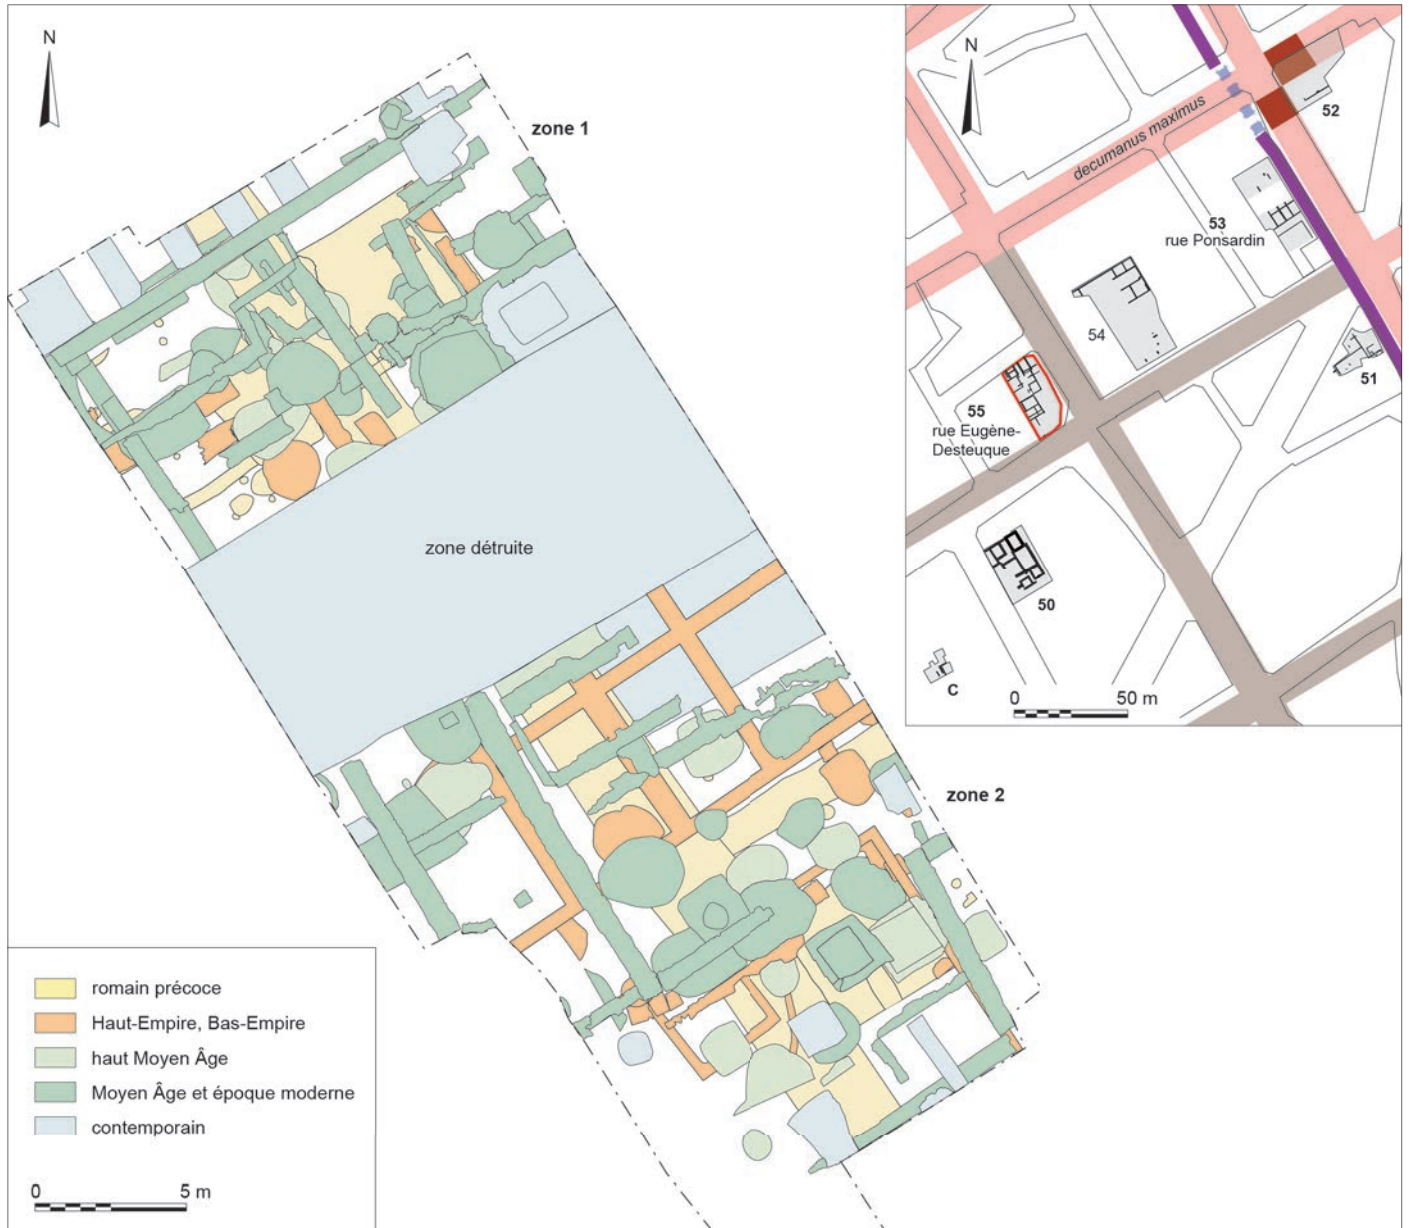 N
zone 1
zone détruite
zone 2
romain précoce
Haut-Empire, Bas-Empire
haut Moyen Âge
Moyen Âge et époque moderne
contemporain
0 5 m
N
decumanus maximus
52
53
rue Ponsardin
54
51
55
rue Eugène-
Desteuque
50
C
0 50 m